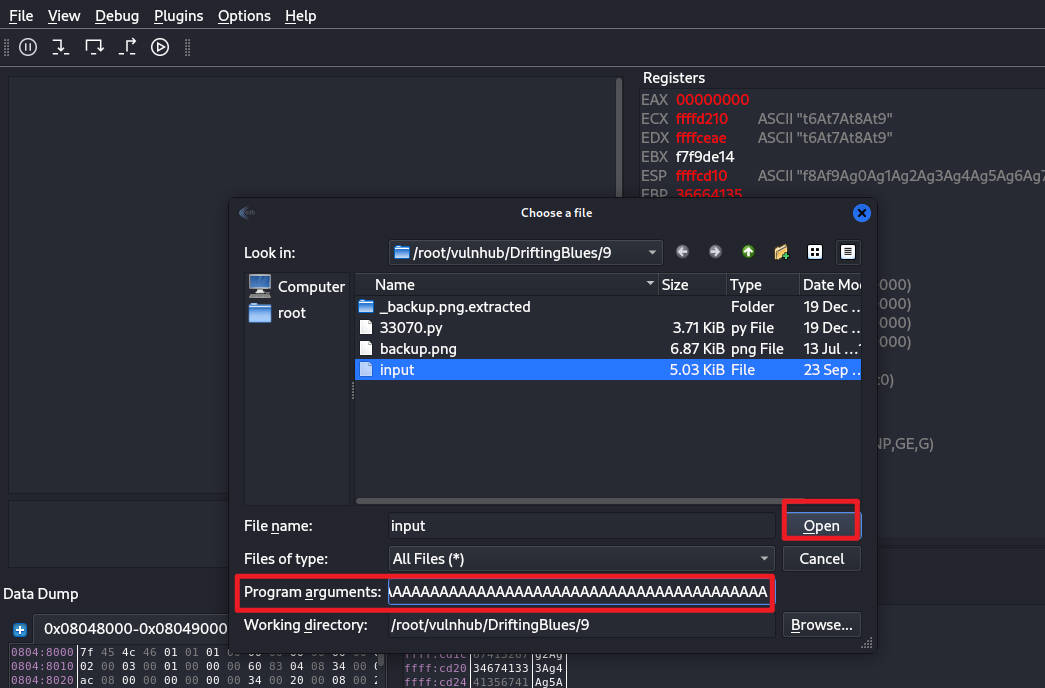 File View Debug Plugins Options Help
Registers
EAX 00000000
ECX ffffd210 ASCII "t6At7At8At9"
EDX ffffceae ASCII "t6At7At8At9"
EBX f7f9de14
ESP ffffcd10 ASCII "f8Af9Ag0Ag1Ag2Ag3Ag4Ag5Ag6Ag7
EBP 36664135
Choose a file
Look in: /root/vulnhub/DriftingBlues/9
Computer
root
Name Size Type Date Mo
_backup.png.extracted Folder 19 Dec ...
33070.py 3.71 KiB py File 19 Dec ...
backup.png 6.87 KiB png File 13 Jul ...
input 5.03 KiB File 23 Sep ...
000)
000)
000)
000)
0)
NP,GE,G)
File name: input Open
Files of type: All Files (*) Cancel
Program arguments: AAAAAAAAAAAAAAAAAAAAAAAAAAAAAAAAAAAAAAAA
Working directory: /root/vulnhub/DriftingBlues/9 Browse...
Data Dump
0x08048000-0x08049000
0804:8000 7f 45 4c 46 01 01 01
0804:8010 02 00 03 00 01 00 00 00 60 83 04 08 34 00
0804:8020 ac 08 00 00 00 00 00 00 34 00 20 00 08 00
ffff:cd20 34674133 3Ag4
ffff:cd24 41356741 Ag5A